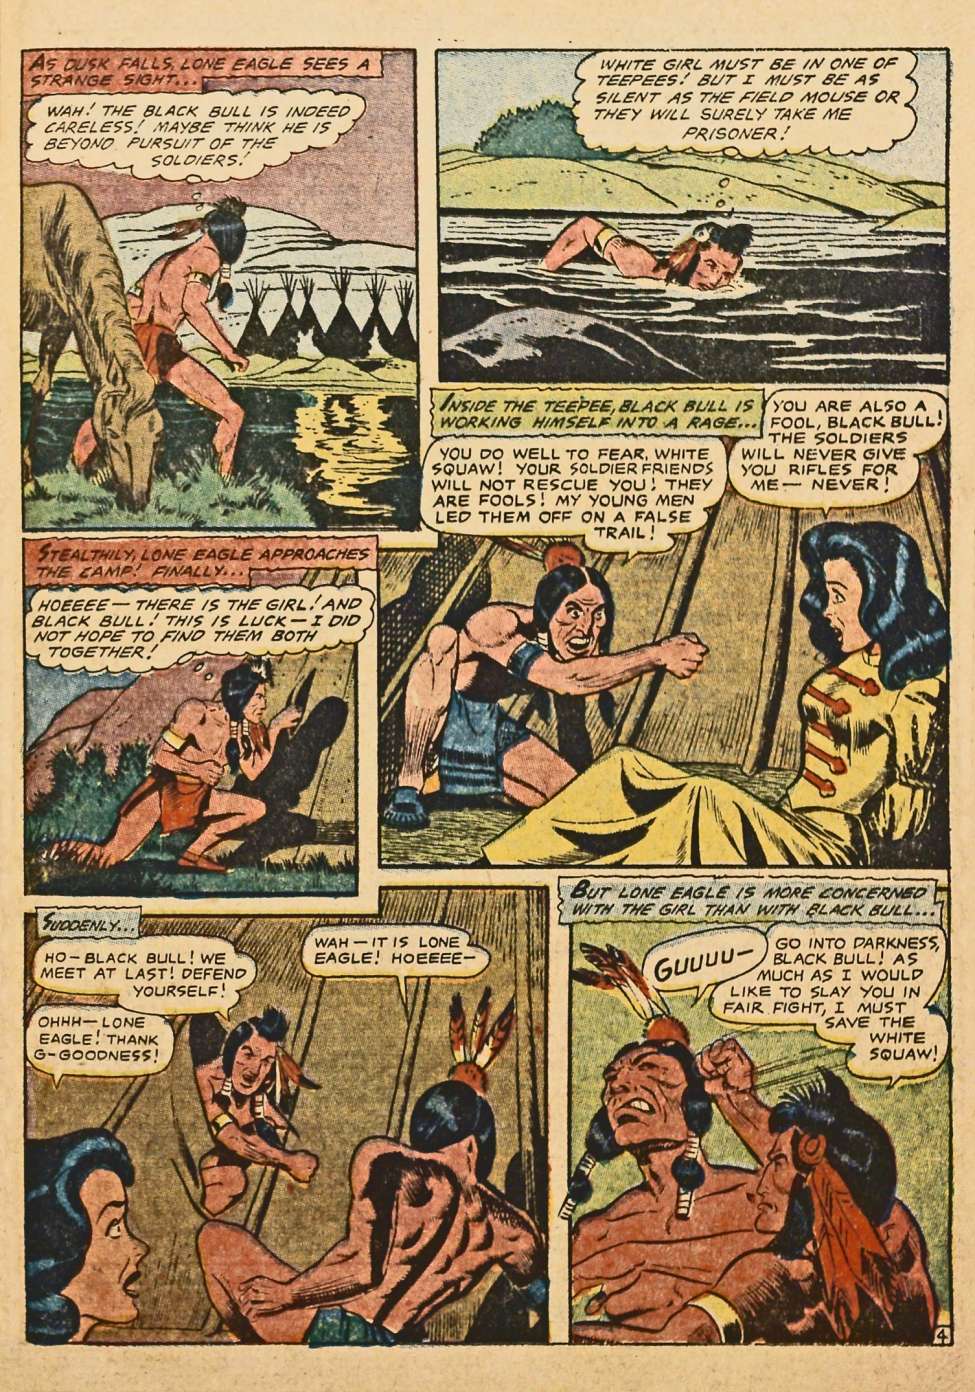 AS DUSK FALLS, LONE EAGLE SEES A
STRANGE SIGHT...
WAH! THE BLACK BULL IS INDEED
CARELESS! MAYBE THINK HE IS
BEYOND PURSUIT OF THE
SOLDIERS!
WHITE GIRL MUST BE IN ONE OF
TEEPEES! BUT I MUST BE AS
SILENT AS THE FIELD MOUSE OR
THEY WILL SURELY TAKE ME
PRISONER!
STEALTHILY, LONE EAGLE APPROACHES
THE CAMP! FINALLY...
HOEEEE— THERE IS THE GIRL! AND
BLACK BULL! THIS IS LUCK— I DID
NOT HOPE TO FIND THEM BOTH
TOGETHER!
INSIDE THE TEEPEE, BLACK BULL IS
WORKING HIMSELF INTO A RAGE...
YOU DO WELL TO FEAR, WHITE
SQUAW! YOUR SOLDIER FRIENDS
WILL NOT RESCUE YOU! THEY
ARE FOOLS! MY YOUNG MEN
LED THEM OFF ON A FALSE
TRAIL!
YOU ARE ALSO A
FOOL, BLACK BULL!
THE SOLDIERS
WILL NEVER GIVE
YOU RIFLES FOR
ME— NEVER!
SUDDENLY...
HO—BLACK BULL! WE
MEET AT LAST! DEFEND
YOURSELF!
OHHH—LONE
EAGLE! THANK
G-GOODNESS!
WAH—IT IS LONE
EAGLE! HOEEEE—
BUT LONE EAGLE IS MORE CONCERNED
WITH THE GIRL THAN WITH BLACK BULL...
GUUUU—
GO INTO DARKNESS,
BLACK BULL! AS
MUCH AS I WOULD
LIKE TO SLAY YOU IN
FAIR FIGHT, I MUST
SAVE THE
WHITE
SQUAW!
4